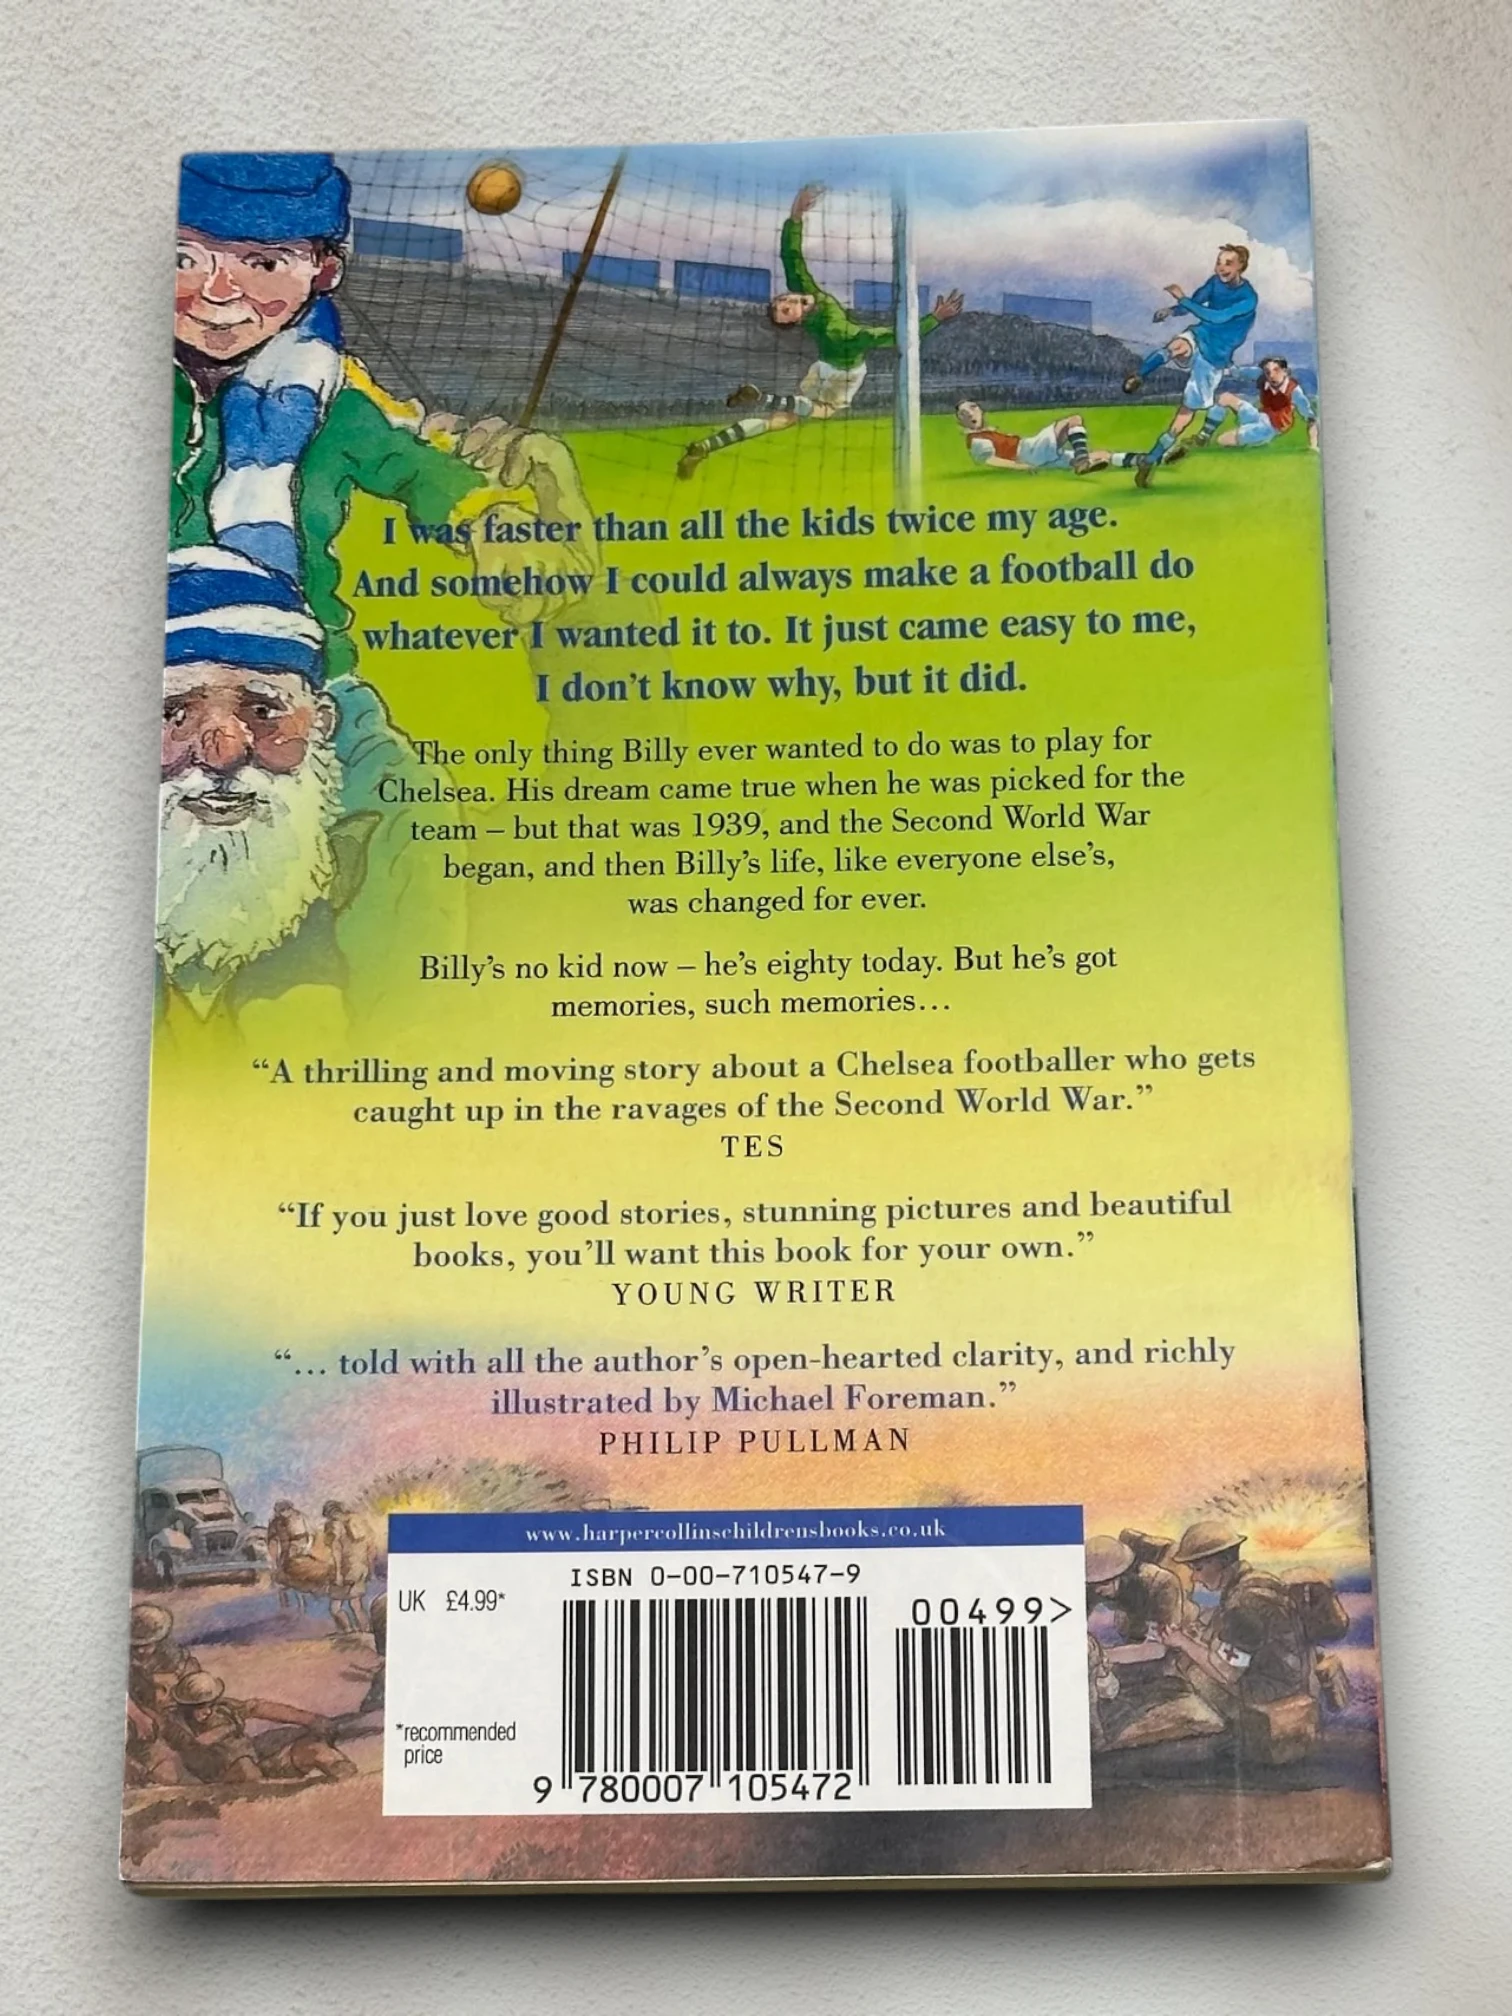 I was faster than all the kids twice my age.
And somehow I could always make a football do
whatever I wanted it to. It just came easy to me,
I don't know why, but it did.
The only thing Billy ever wanted to do was to play for
Chelsea. His dream came true when he was picked for the
team – but that was 1939, and the Second World War
began, and then Billy's life, like everyone else's,
was changed for ever.
Billy's no kid now – he's eighty today. But he's got
memories, such memories...
“A thrilling and moving story about a Chelsea footballer who gets
caught up in the ravages of the Second World War.”
TES
“If you just love good stories, stunning pictures and beautiful
books, you'll want this book for your own.”
YOUNG WRITER
“... told with all the author's open-hearted clarity, and richly
illustrated by Michael Foreman.”
PHILIP PULLMAN
www.harpercollinschildrensbooks.co.uk
ISBN 0-00-710547-9
UK £4.99*
00499>
*recommended
price
9 780007 105472